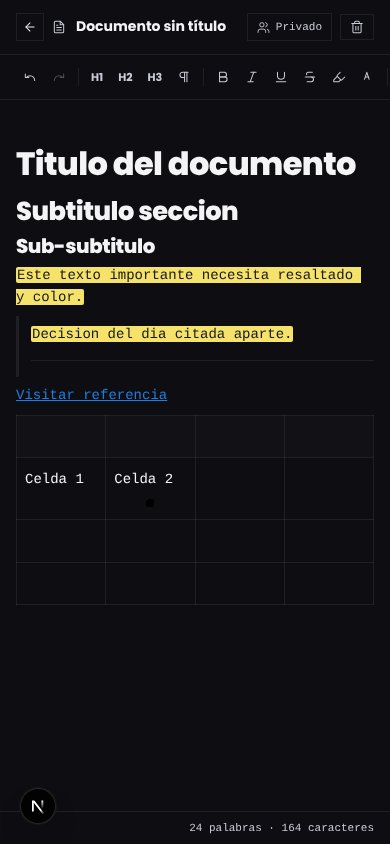 Documento sin título
Privado
H1 H2 H3 ¶ B I U S A
Titulo del documento
Subtitulo seccion
Sub-subtitulo
Este texto importante necesita resaltado
y color.
Decision del dia citada aparte.
Visitar referencia
Celda 1 Celda 2
N
24 palabras · 164 caracteres